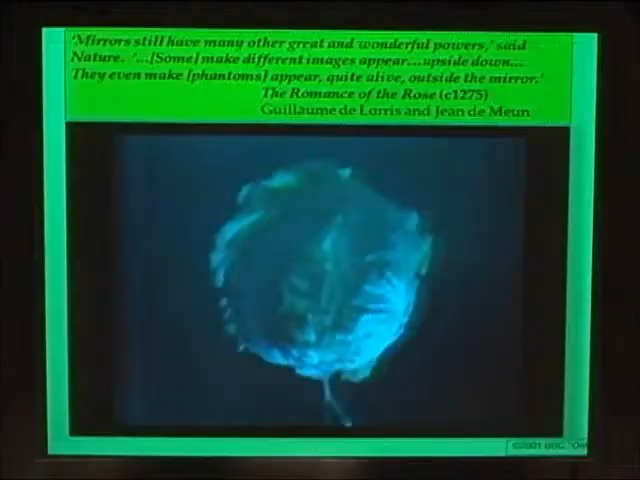 'Mirrors still have many other great and wonderful powers,' said
Nature. '...[Some] make different images appear...upside down...
They even make [phantoms] appear, quite alive, outside the mirror.'
The Romance of the Rose (c1275)
Guillaume de Lorris and Jean de Meun
©2001 BBC